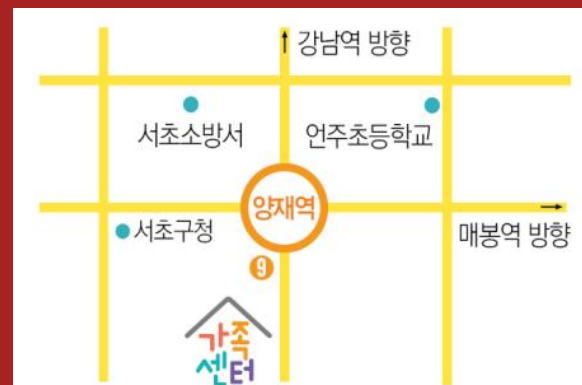 강남역 방향
서초소방서
언주초등학교
양재역
서초구청
매봉역 방향
9
가족
센터